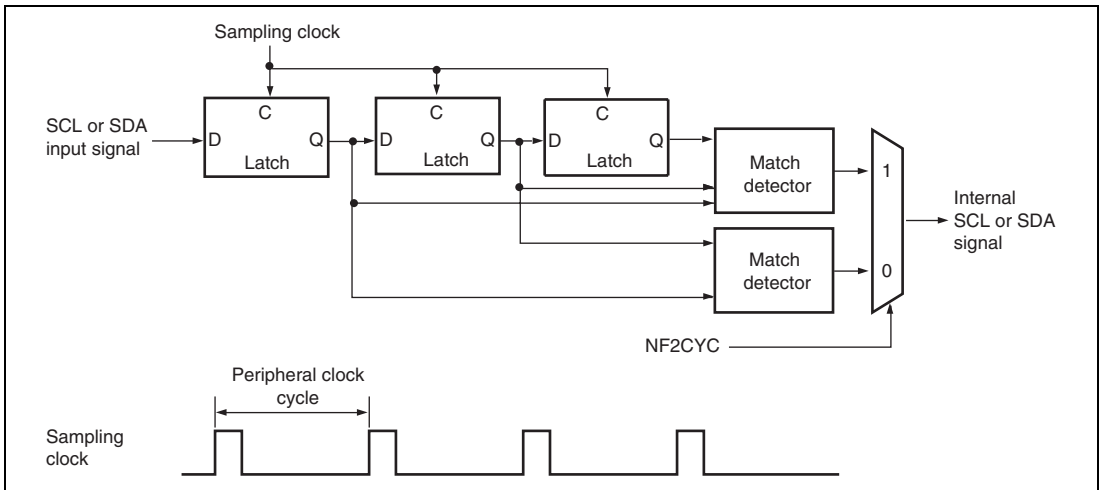 Sampling clock
SCL or SDA
input signal
D
C
Q
Latch
D
C
Q
Latch
D
C
Q
Latch
Match
detector
Match
detector
1
0
Internal
SCL or SDA
signal
NF2CYC
Peripheral clock
cycle
Sampling
clock